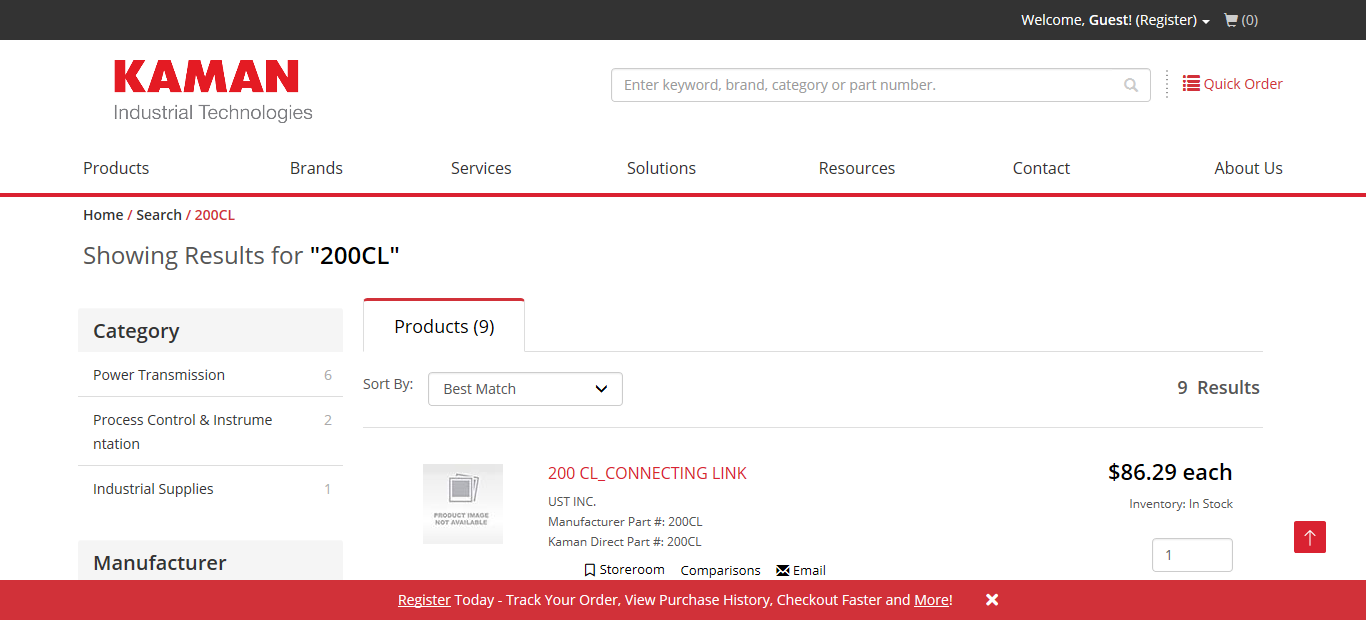 Welcome, Guest! (Register) (0)
KAMAN
Industrial Technologies
Enter keyword, brand, category or part number.
Quick Order
Products Brands Services Solutions Resources Contact About Us
Home / Search / 200CL
Showing Results for "200CL"
Category
Power Transmission 6
Process Control & Instrume 2
ntation
Industrial Supplies 1
Manufacturer
Products (9)
Sort By: Best Match
9 Results
PRODUCT IMAGE
NOT AVAILABLE
200 CL_CONNECTING LINK
UST INC.
Manufacturer Part #: 200CL
Kaman Direct Part #: 200CL
Storeroom Comparisons Email
$86.29 each
Inventory: In Stock
1
Register Today - Track Your Order, View Purchase History, Checkout Faster and More!